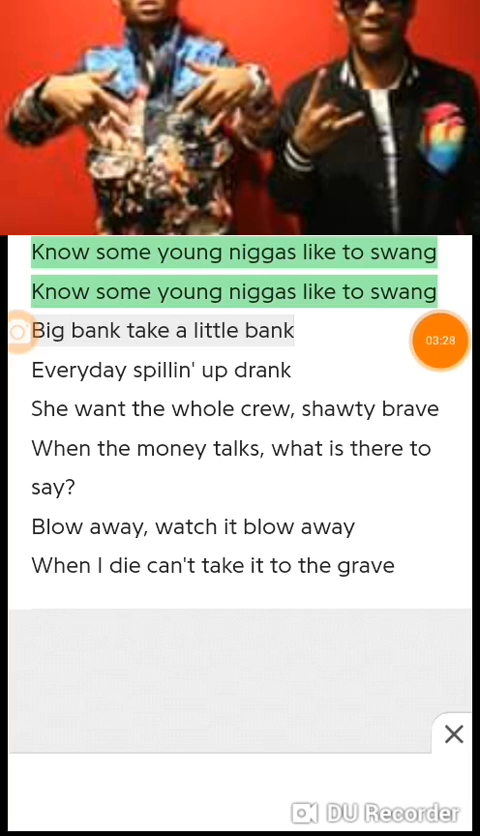 Know some young niggas like to swang
Know some young niggas like to swang
Big bank take a little bank
03:28
Everyday spillin' up drank
She want the whole crew, shawty brave
When the money talks, what is there to
say?
Blow away, watch it blow away
When I die can't take it to the grave
DU Recorder